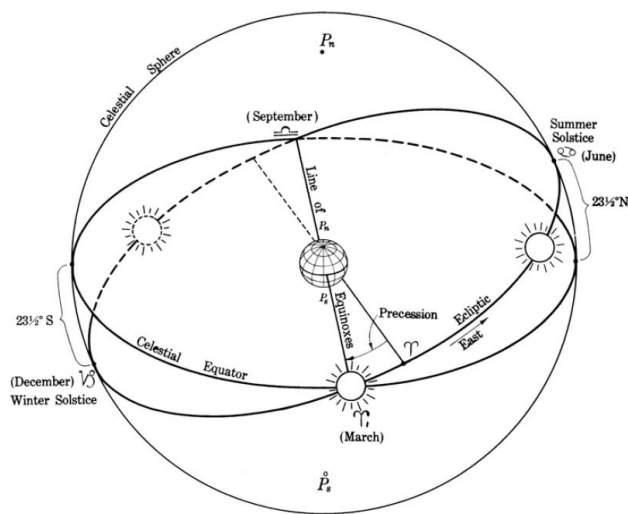 Pn
Celestial Sphere
(September)
♎
Summer
Solstice
♋ (June)
Line of
Equinoxes
Pn
Ps
23½°N
23½° S
Precession
Ecliptic
East
♈
Celestial Equator
(December) ♑
Winter Solstice
♈,
(March)
Ps